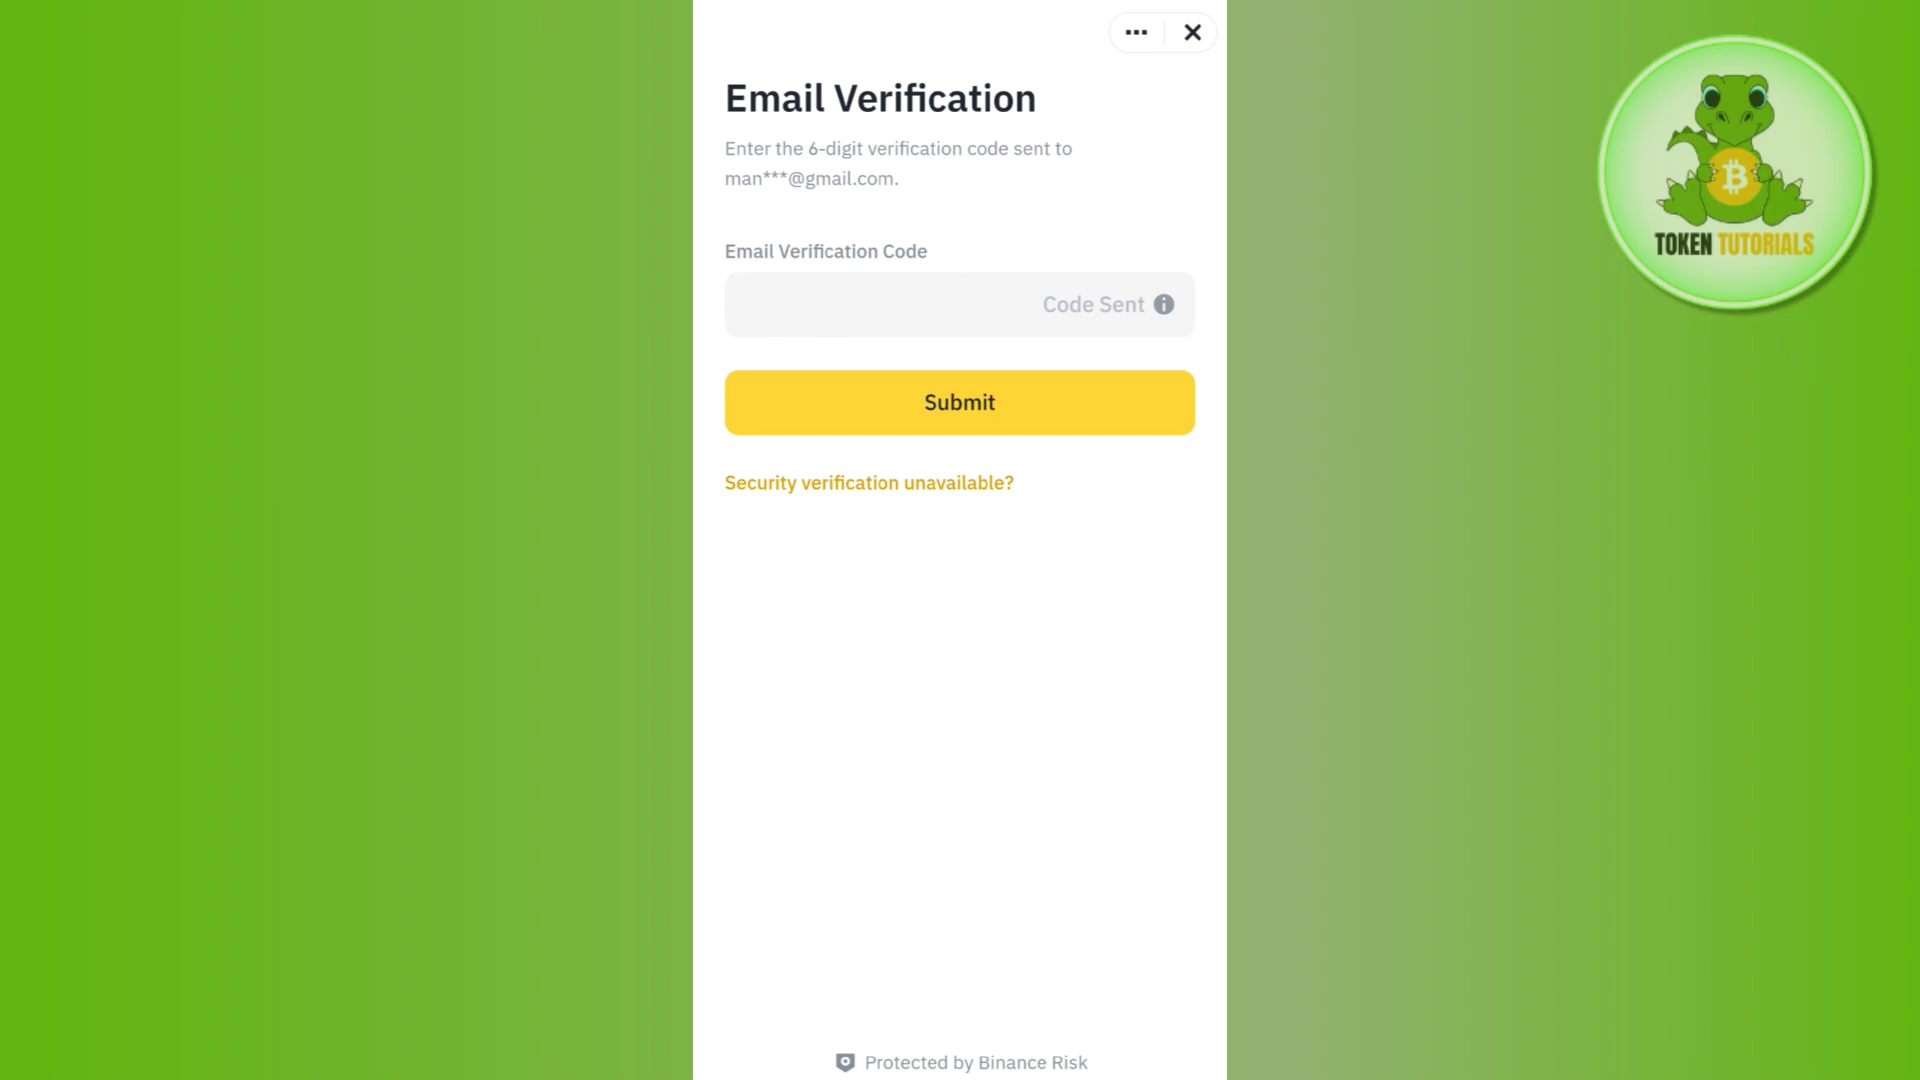 Email Verification
Enter the 6-digit verification code sent to
man***@gmail.com.
Email Verification Code
Code Sent
Submit
Security verification unavailable?
Protected by Binance Risk
TOKEN TUTORIALS